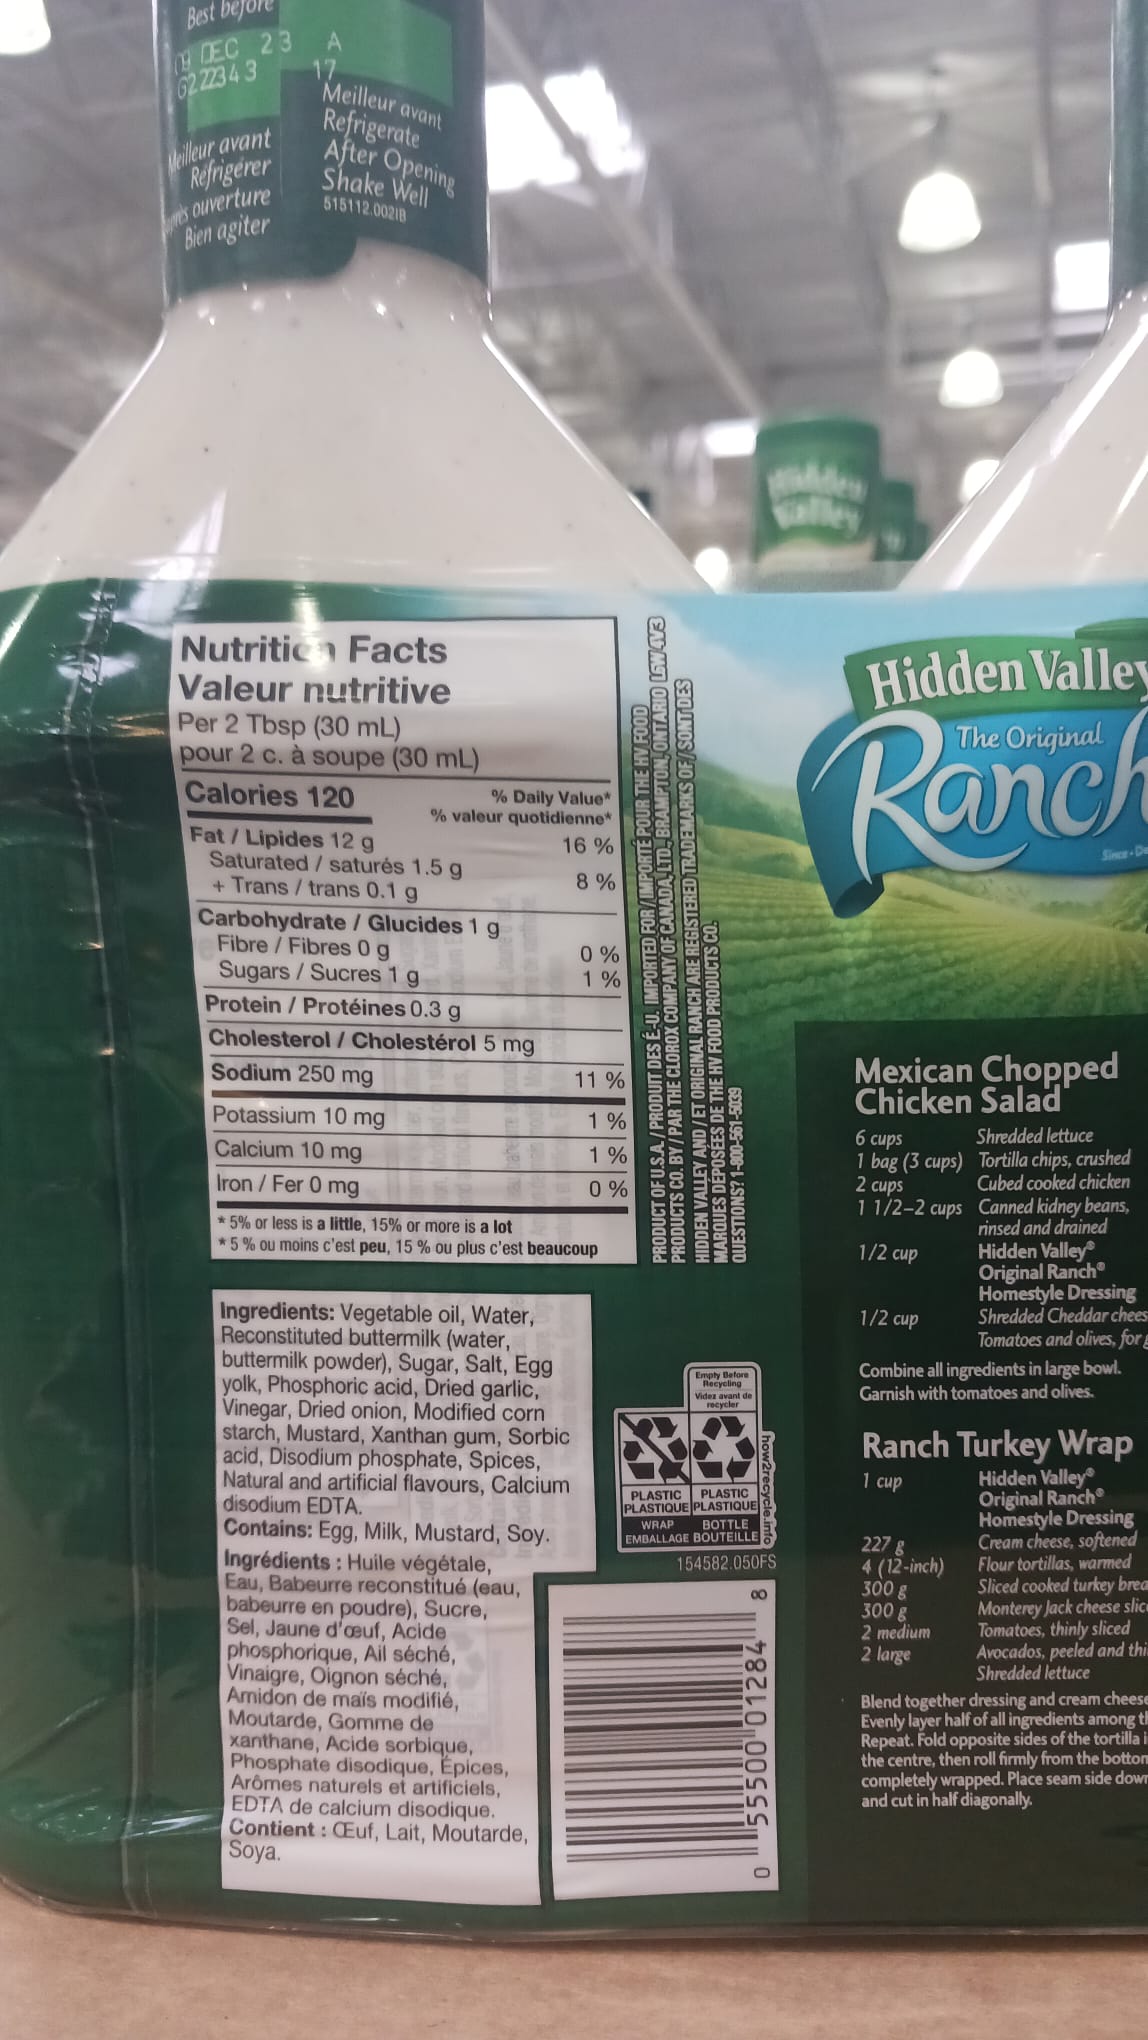 Best before
09 DEC 23 A
6222343 17
Meilleur avant
Réfrigérer
après ouverture
Bien agiter
Meilleur avant
Refrigerate
After Opening
Shake Well
515112.002IB
Hidden
Valley
Nutrition Facts
Valeur nutritive
Per 2 Tbsp (30 mL)
pour 2 c. à soupe (30 mL)
Calories 120
% Daily Value*
% valeur quotidienne*
Fat / Lipides 12 g 16 %
Saturated / saturés 1.5 g
+ Trans / trans 0.1 g 8 %
Carbohydrate / Glucides 1 g
Fibre / Fibres 0 g 0 %
Sugars / Sucres 1 g 1 %
Protein / Protéines 0.3 g
Cholesterol / Cholestérol 5 mg
Sodium 250 mg 11 %
Potassium 10 mg 1 %
Calcium 10 mg 1 %
Iron / Fer 0 mg 0 %
* 5% or less is a little, 15% or more is a lot
* 5 % ou moins c'est peu, 15 % ou plus c'est beaucoup
PRODUCT OF U.S.A. / PRODUIT DES É.-U. IMPORTED FOR / IMPORTÉ POUR THE HV FOOD
PRODUCTS CO. BY / PAR THE CLOROX COMPANY OF CANADA, LTD., BRAMPTON, ONTARIO L6W 4V3
HIDDEN VALLEY AND / ET ORIGINAL RANCH ARE REGISTERED TRADEMARKS OF / SONT DES
MARQUES DÉPOSÉES DE THE HV FOOD PRODUCTS CO.
QUESTIONS? 1-800-561-5039
Ingredients: Vegetable oil, Water,
Reconstituted buttermilk (water,
buttermilk powder), Sugar, Salt, Egg
yolk, Phosphoric acid, Dried garlic,
Vinegar, Dried onion, Modified corn
starch, Mustard, Xanthan gum, Sorbic
acid, Disodium phosphate, Spices,
Natural and artificial flavours, Calcium
disodium EDTA.
Contains: Egg, Milk, Mustard, Soy.
Ingrédients : Huile végétale,
Eau, Babeurre reconstitué (eau,
babeurre en poudre), Sucre,
Sel, Jaune d'œuf, Acide
phosphorique, Ail séché,
Vinaigre, Oignon séché,
Amidon de maïs modifié,
Moutarde, Gomme de
xanthane, Acide sorbique,
Phosphate disodique, Épices,
Arômes naturels et artificiels,
EDTA de calcium disodique.
Contient : Œuf, Lait, Moutarde,
Soya.
Empty Before
Recycling
Videz avant de
recycler
PLASTIC PLASTIC
PLASTIQUE PLASTIQUE
WRAP BOTTLE
EMBALLAGE BOUTEILLE
how2recycle.info
154582.050FS
0 55500 01284 8
Hidden Valley
The Original
Ranch
Since
Mexican Chopped
Chicken Salad
6 cups Shredded lettuce
1 bag (3 cups) Tortilla chips, crushed
2 cups Cubed cooked chicken
1 1/2–2 cups Canned kidney beans,
rinsed and drained
1/2 cup Hidden Valley®
Original Ranch®
Homestyle Dressing
1/2 cup Shredded Cheddar chees
Tomatoes and olives, for
Combine all ingredients in large bowl.
Garnish with tomatoes and olives.
Ranch Turkey Wrap
1 cup Hidden Valley®
Original Ranch®
Homestyle Dressing
227 g Cream cheese, softened
4 (12-inch) Flour tortillas, warmed
300 g Sliced cooked turkey brea
300 g Monterey Jack cheese slic
2 medium Tomatoes, thinly sliced
2 large Avocados, peeled and thi
Shredded lettuce
Blend together dressing and cream cheese
Evenly layer half of all ingredients among th
Repeat. Fold opposite sides of the tortilla i
the centre, then roll firmly from the bottom
completely wrapped. Place seam side down
and cut in half diagonally.